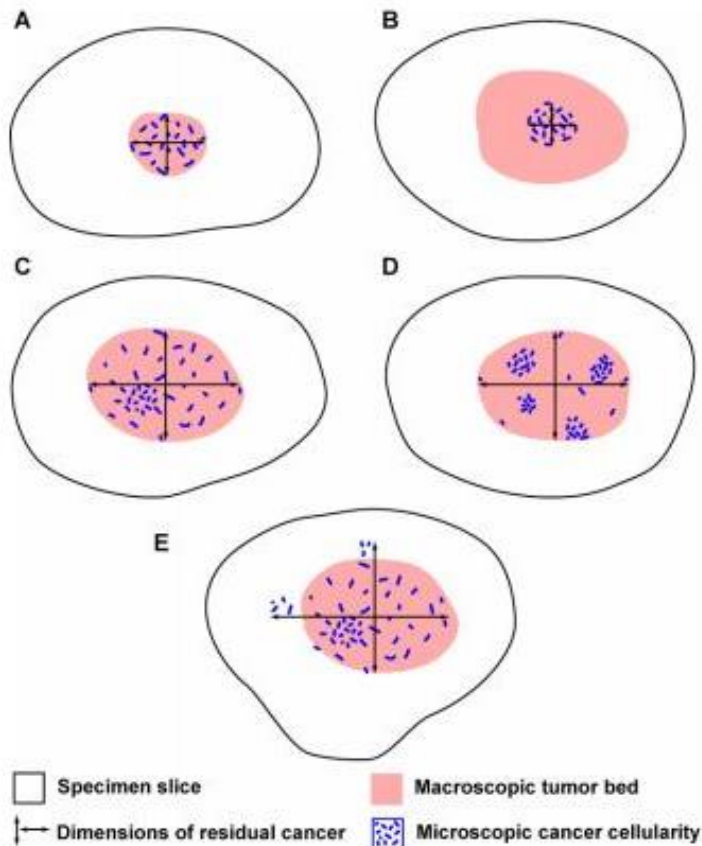 A
B
C
D
E
Specimen slice
Macroscopic tumor bed
Dimensions of residual cancer
Microscopic cancer cellularity